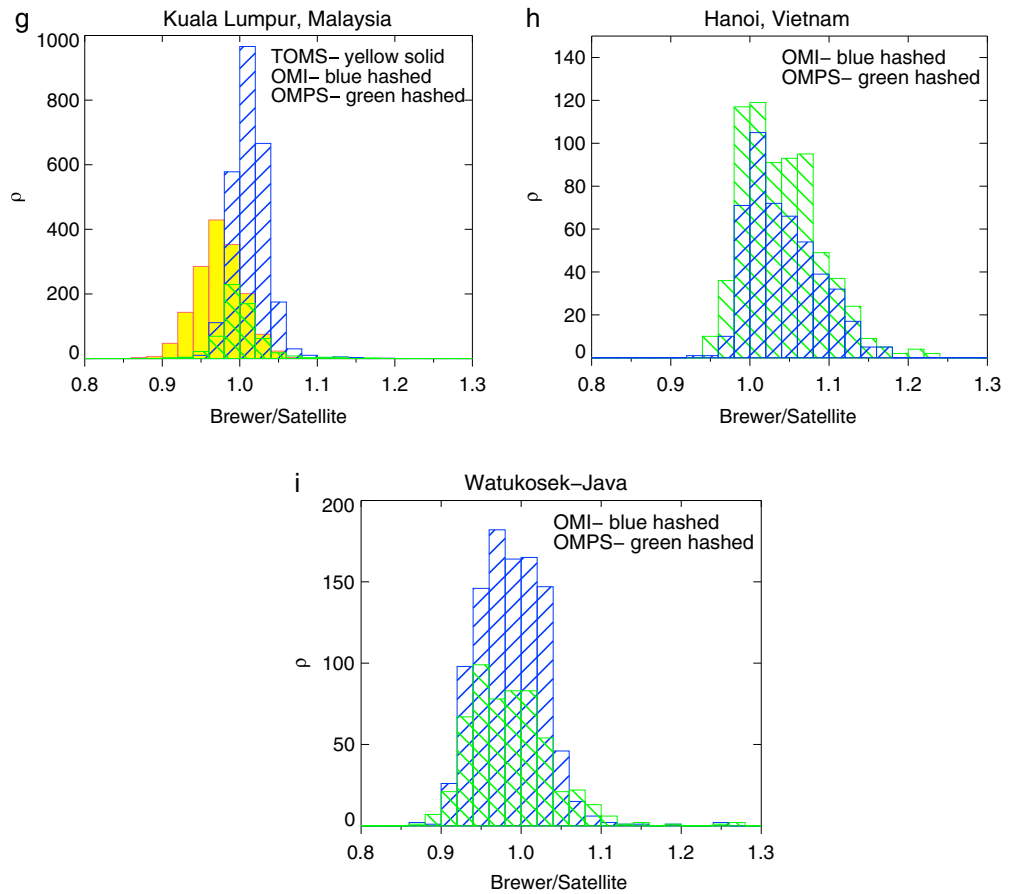 g
Kuala Lumpur, Malaysia
1000
800
600
400
200
0
ρ
TOMS− yellow solid
OMI− blue hashed
OMPS− green hashed
0.8 0.9 1.0 1.1 1.2 1.3
Brewer/Satellite
h
Hanoi, Vietnam
140
120
100
80
60
40
20
0
ρ
OMI− blue hashed
OMPS− green hashed
0.8 0.9 1.0 1.1 1.2 1.3
Brewer/Satellite
i
Watukosek−Java
200
150
100
50
0
ρ
OMI− blue hashed
OMPS− green hashed
0.8 0.9 1.0 1.1 1.2 1.3
Brewer/Satellite